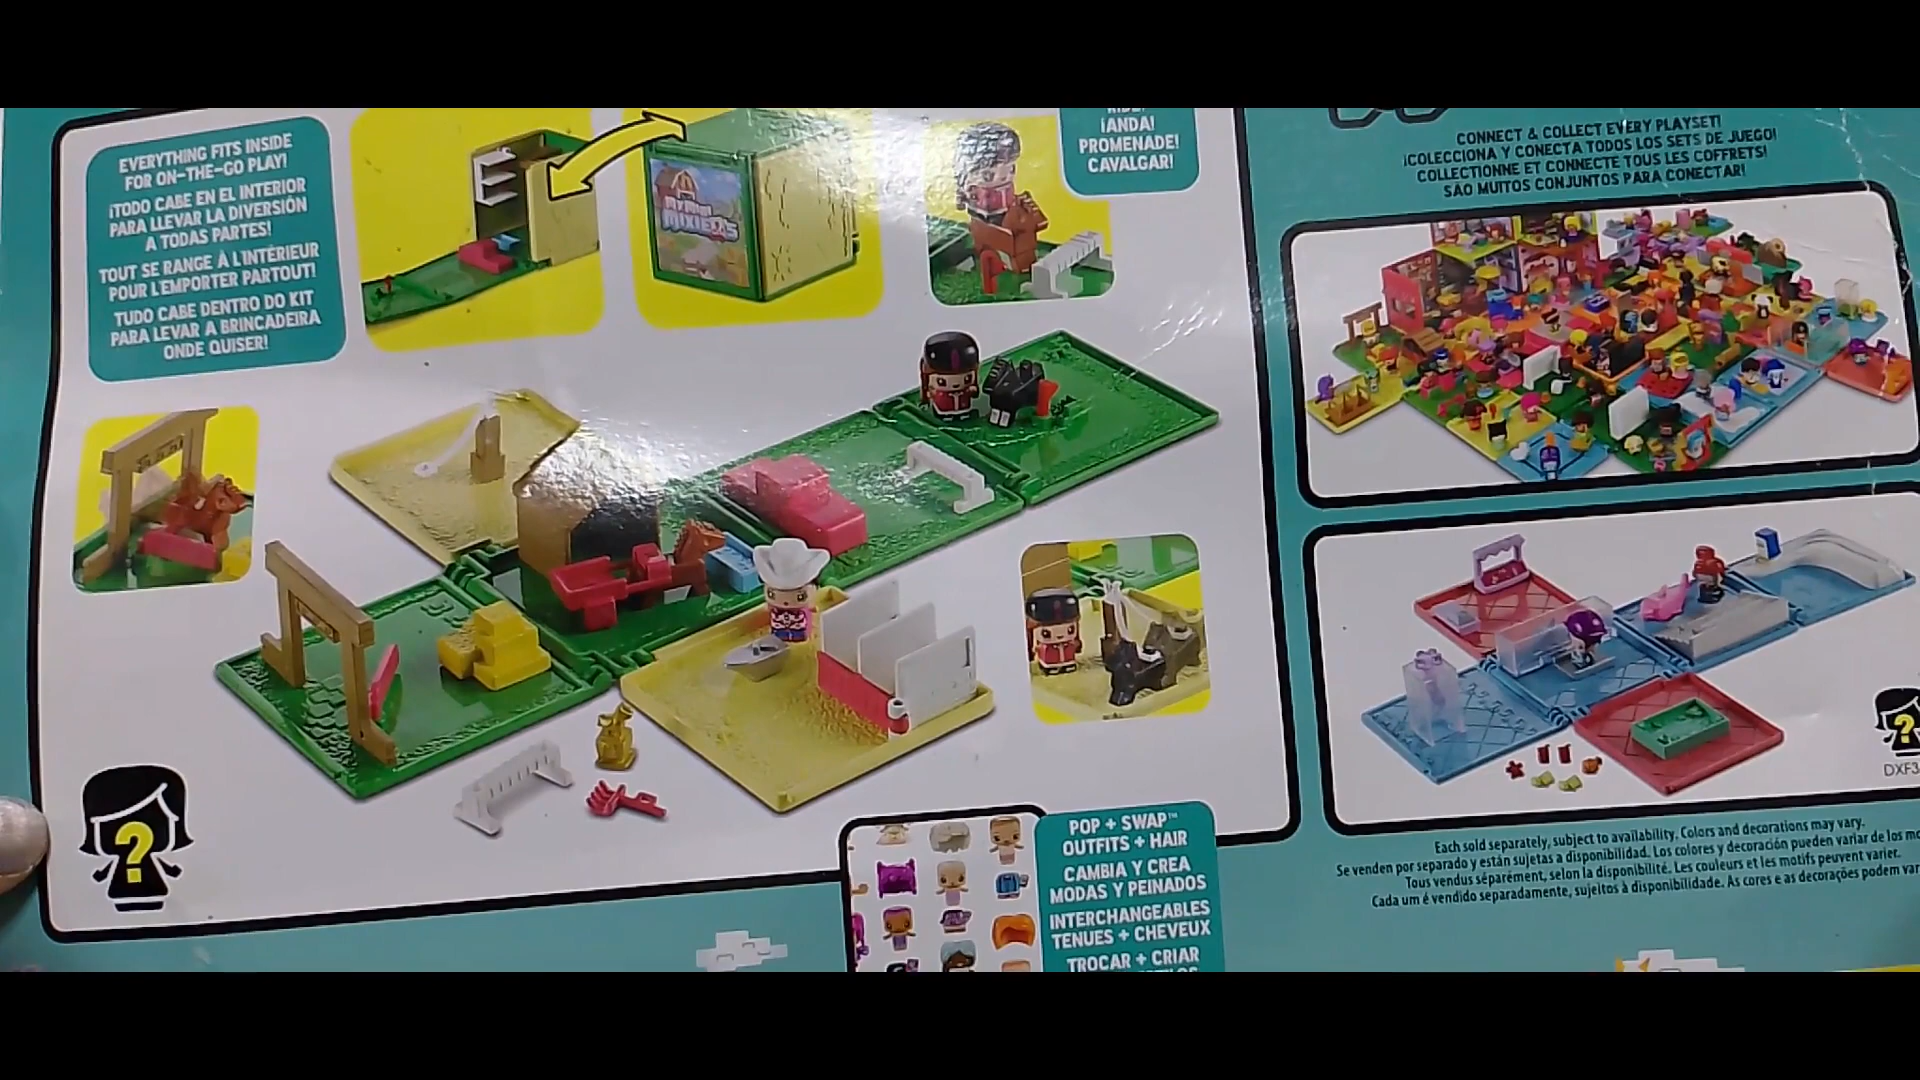 EVERYTHING FITS INSIDE
FOR ON-THE-GO PLAY!
¡TODO CABE EN EL INTERIOR
PARA LLEVAR LA DIVERSIÓN
A TODAS PARTES!
TOUT SE RANGE À L'INTÉRIEUR
POUR L'EMPORTER PARTOUT!
TUDO CABE DENTRO DO KIT
PARA LEVAR A BRINCADEIRA
ONDE QUISER!
MY MINI
MIXIEQ'S
RIDE!
¡ANDA!
PROMENADE!
CAVALGAR!
CONNECT & COLLECT EVERY PLAYSET!
¡COLECCIONA Y CONECTA TODOS LOS SETS DE JUEGO!
COLLECTIONNE ET CONNECTE TOUS LES COFFRETS!
SÃO MUITOS CONJUNTOS PARA CONECTAR!
?
?
DXF3
POP + SWAP™
OUTFITS + HAIR
CAMBIA Y CREA
MODAS Y PEINADOS
INTERCHANGEABLES
TENUES + CHEVEUX
TROCAR + CRIAR
Each sold separately, subject to availability. Colors and decorations may vary.
Se venden por separado y están sujetas a disponibilidad. Los colores y decoración pueden variar de los mo
Tous vendus séparément, selon la disponibilité. Les couleurs et les motifs peuvent varier.
Cada um é vendido separadamente, sujeitos à disponibilidade. As cores e as decorações podem var